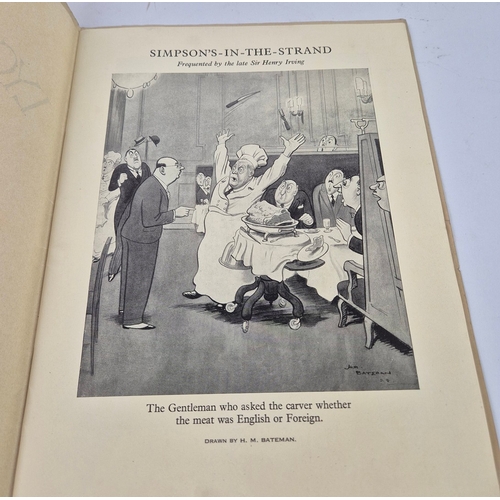 SIMPSON'S-IN-THE-STRAND
Frequented by the late Sir Henry Irving
The Gentleman who asked the carver whether
the meat was English or Foreign.
DRAWN BY H. M. BATEMAN.
BATEMAN